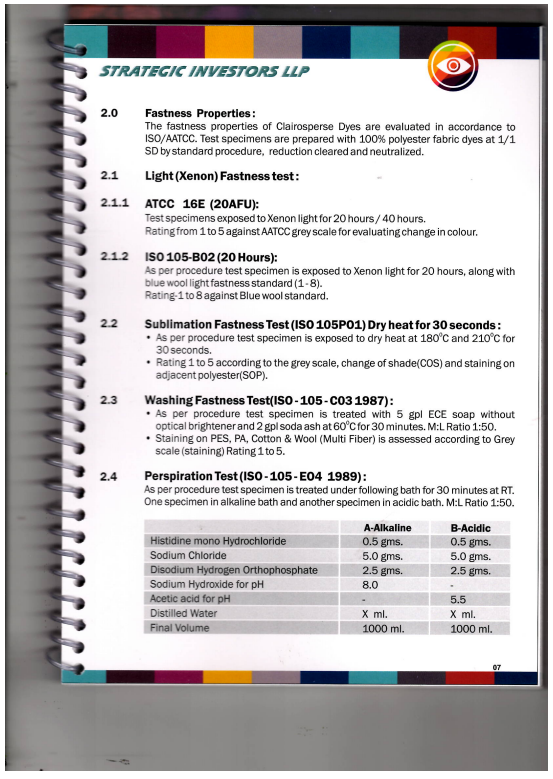 STRATEGIC INVESTORS LLP
2.0 Fastness Properties:
The fastness properties of Clairosperse Dyes are evaluated in accordance to
ISO/AATCC. Test specimens are prepared with 100% polyester fabric dyes at 1/1
SD by standard procedure, reduction cleared and neutralized.
2.1 Light (Xenon) Fastness test:
2.1.1 ATCC 16E (20AFU):
Test specimens exposed to Xenon light for 20 hours / 40 hours.
Rating from 1 to 5 against AATCC grey scale for evaluating change in colour.
2.1.2 ISO 105-B02 (20 Hours):
As per procedure test specimen is exposed to Xenon light for 20 hours, along with
blue wool light fastness standard (1 - 8).
Rating-1 to 8 against Blue wool standard.
2.2 Sublimation Fastness Test (ISO 105P01) Dry heat for 30 seconds:
• As per procedure test specimen is exposed to dry heat at 180°C and 210°C for
30 seconds.
• Rating 1 to 5 according to the grey scale, change of shade(COS) and staining on
adjacent polyester(SOP).
2.3 Washing Fastness Test(ISO - 105 - C03 1987):
• As per procedure test specimen is treated with 5 gpl ECE soap without
optical brightener and 2 gpl soda ash at 60°C for 30 minutes. M:L Ratio 1:50.
• Staining on PES, PA, Cotton & Wool (Multi Fiber) is assessed according to Grey
scale (staining) Rating 1 to 5.
2.4 Perspiration Test (ISO - 105 - E04 1989):
As per procedure test specimen is treated under following bath for 30 minutes at RT.
One specimen in alkaline bath and another specimen in acidic bath. M:L Ratio 1:50.
A-Alkaline B-Acidic
Histidine mono Hydrochloride 0.5 gms. 0.5 gms.
Sodium Chloride 5.0 gms. 5.0 gms.
Disodium Hydrogen Orthophosphate 2.5 gms. 2.5 gms.
Sodium Hydroxide for pH 8.0 -
Acetic acid for pH - 5.5
Distilled Water X ml. X ml.
Final Volume 1000 ml. 1000 ml.
07